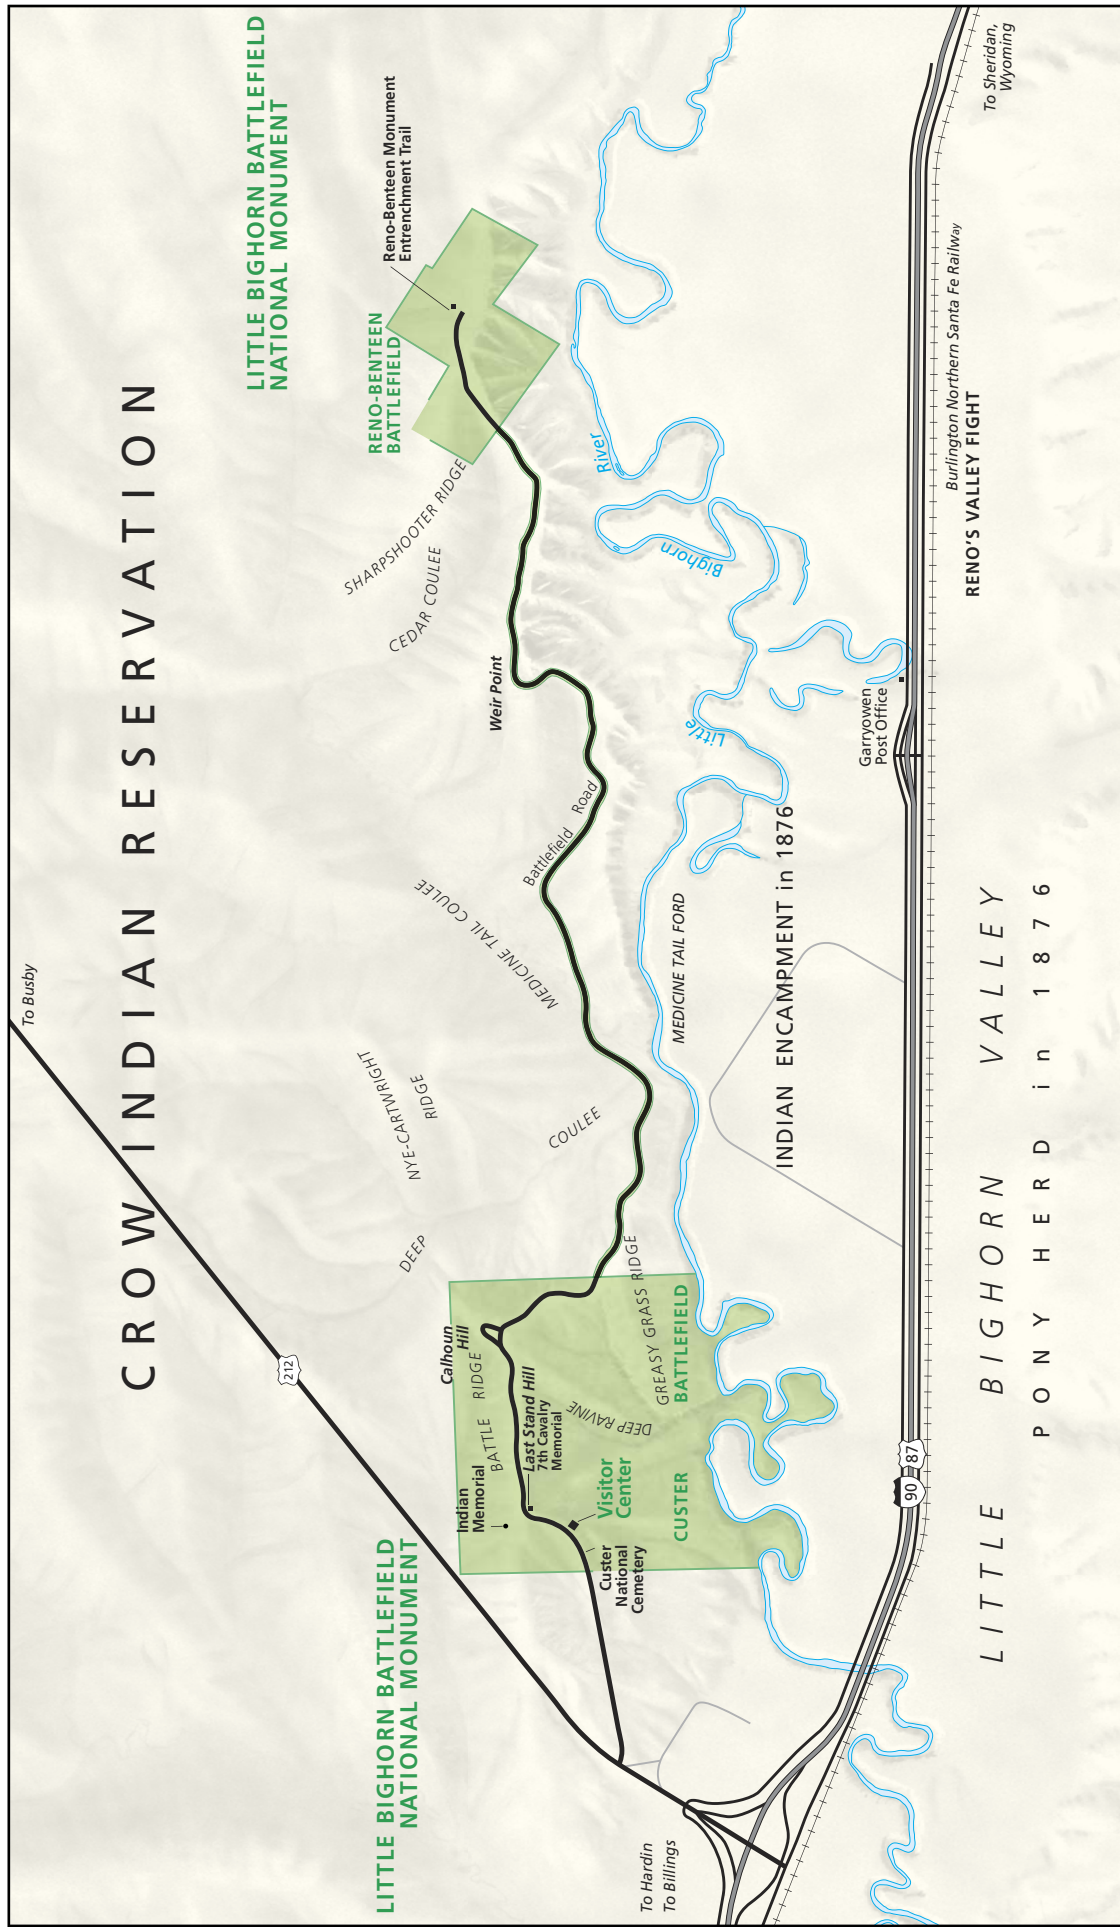 To Busby
CROW INDIAN RESERVATION
LITTLE BIGHORN BATTLEFIELD
NATIONAL MONUMENT
212
LITTLE BIGHORN BATTLEFIELD
NATIONAL MONUMENT
RENO-BENTEEN
BATTLEFIELD
Reno-Benteen Monument
Entrenchment Trail
SHARPSHOOTER RIDGE
CEDAR COULEE
Weir Point
NYE-CARTWRIGHT
RIDGE
MEDICINE TAIL COULEE
Battlefield Road
DEEP
COULEE
Calhoun
Hill
BATTLE RIDGE
Indian
Memorial
Last Stand Hill
7th Cavalry
Memorial
DEEP RAVINE
GREASY GRASS RIDGE
Visitor
Center
Custer
National
Cemetery
CUSTER BATTLEFIELD
Little Bighorn River
MEDICINE TAIL FORD
INDIAN ENCAMPMENT in 1876
Garryowen
Post Office
To Hardin
To Billings
90
87
Burlington Northern Santa Fe Railway
RENO'S VALLEY FIGHT
To Sheridan,
Wyoming
LITTLE BIGHORN VALLEY
PONY HERD in 1876